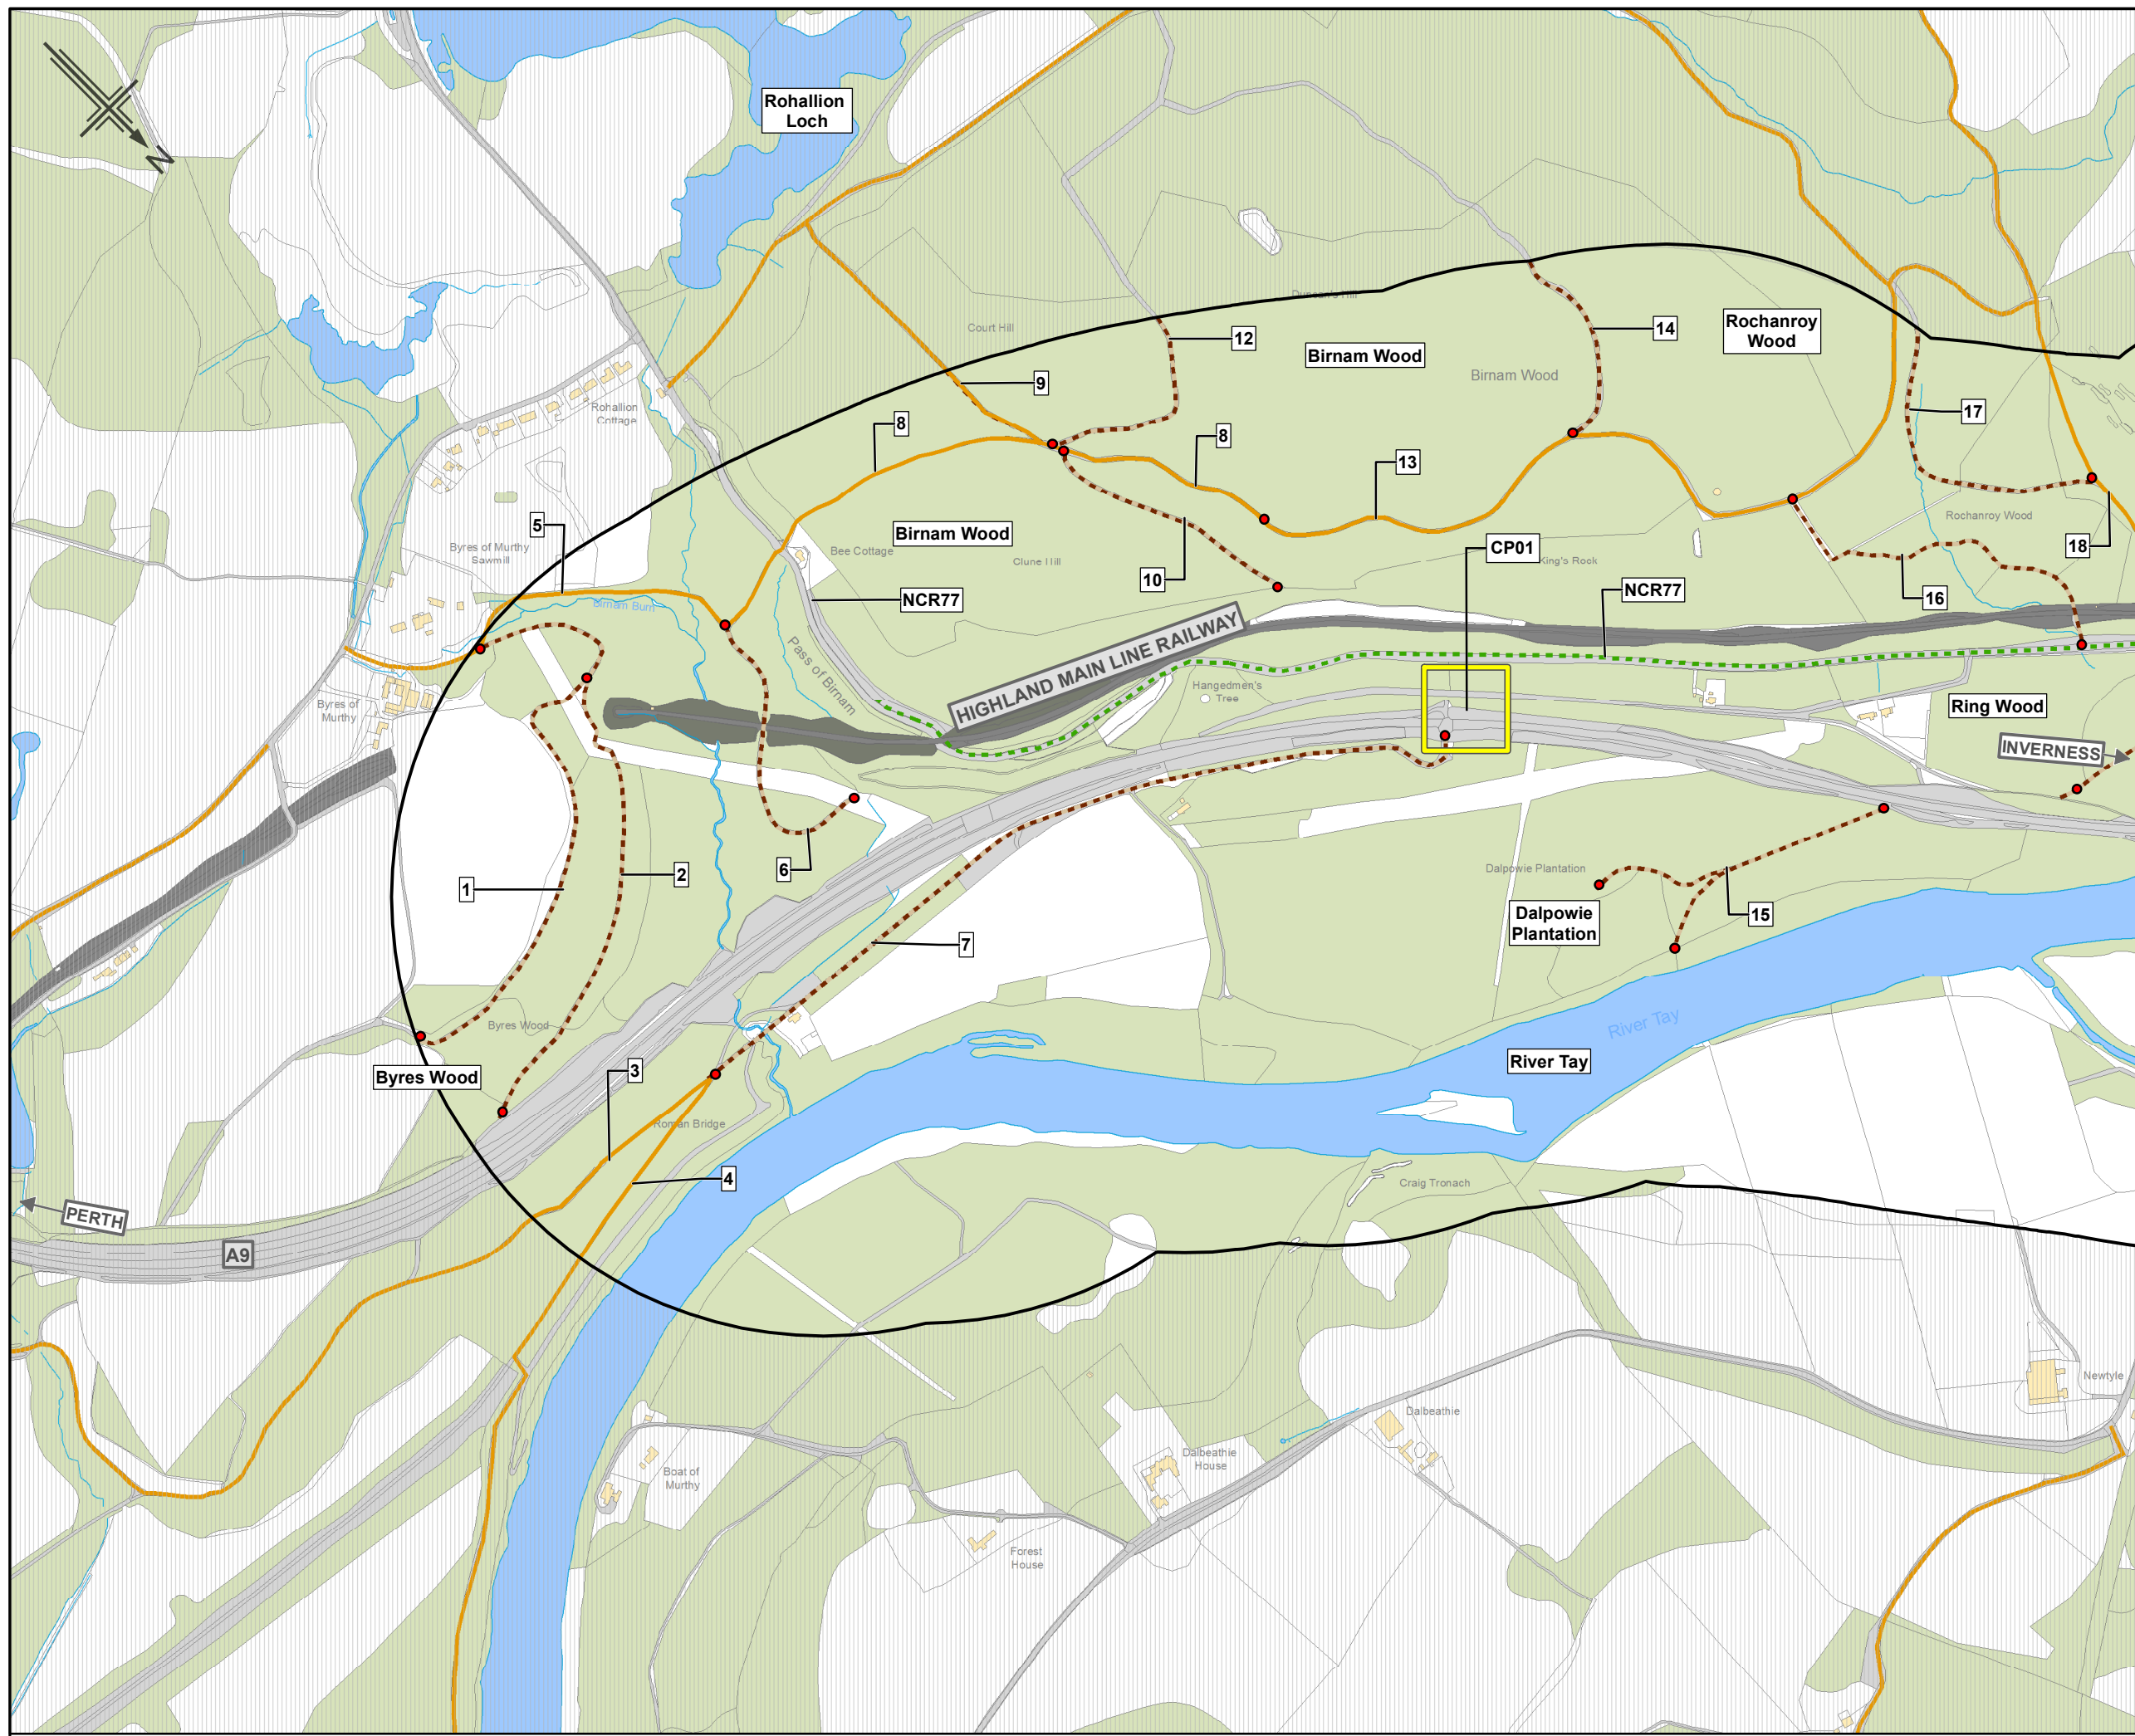 N
Rohallion
Loch
Court Hill
Duncan's Hill
12
14
Rochanroy
Wood
Birnam Wood
Birnam Wood
9
17
Rohallion
Cottage
8
8
13
5
Byres of Murthy
Sawmill
Birnam Wood
Bee Cottage
Clune Hill
CP01
King's Rook
Rochanroy Wood
18
10
Birnam Burn
NCR77
NCR77
16
Pass of Birnam
HIGHLAND MAIN LINE RAILWAY
Hangedmen's
Tree
Byres of
Murthy
Ring Wood
INVERNESS
1
2
6
Dalpowie Plantation
Dalpowie
Plantation
15
7
Byres Wood
Byres Wood
3
River Tay
River Tay
Roman Bridge
4
Craig Tronach
PERTH
A9
Newtyle
Dalbeathie
Dalbeathie
House
Boat of
Murthy
Forest
House